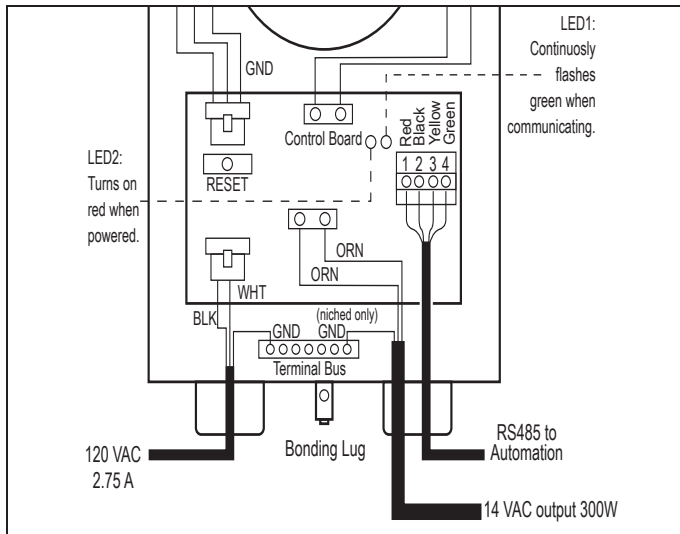 LED1:
Continuosly
flashes
green when
communicating.
GND
Control Board
Red
Black
Yellow
Green
1 2 3 4
RESET
LED2:
Turns on
red when
powered.
ORN
ORN
WHT
BLK
(niched only)
GND GND
Terminal Bus
Bonding Lug
120 VAC
2.75 A
RS485 to
Automation
14 VAC output 300W